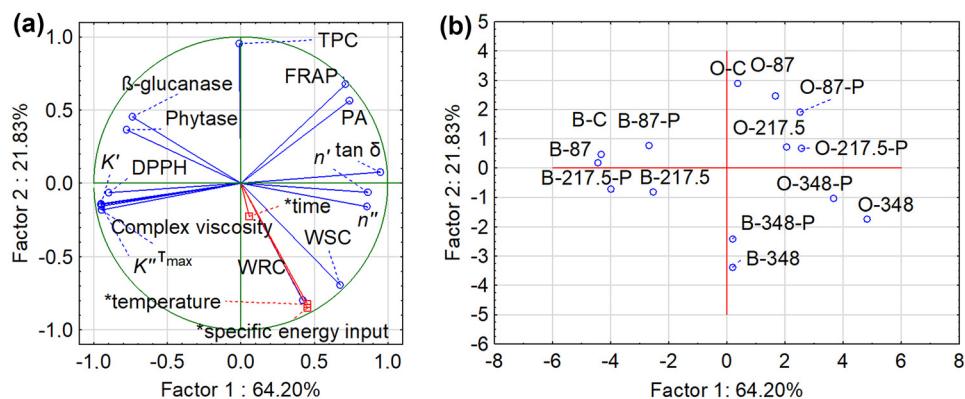 (a)
1.0
0.5
0.0
-0.5
-1.0
Factor 2 : 21.83%
TPC
FRAP
ß-glucanase
PA
Phytase
n' tan δ
K' DPPH
n''
*time
Complex viscosity
WSC
K'' τmax
WRC
*temperature
*specific energy input
-1.0 -0.5 0.0 0.5 1.0
Factor 1 : 64.20%
(b)
5
4
3
2
1
0
-1
-2
-3
-4
-5
-6
Factor 2: 21.83%
O-C O-87
O-87-P
B-C B-87-P
O-217.5
B-87
O-217.5-P
B-217.5-P B-217.5
O-348-P
O-348
B-348-P
B-348
-8 -6 -4 -2 0 2 4 6 8
Factor 1: 64.20%